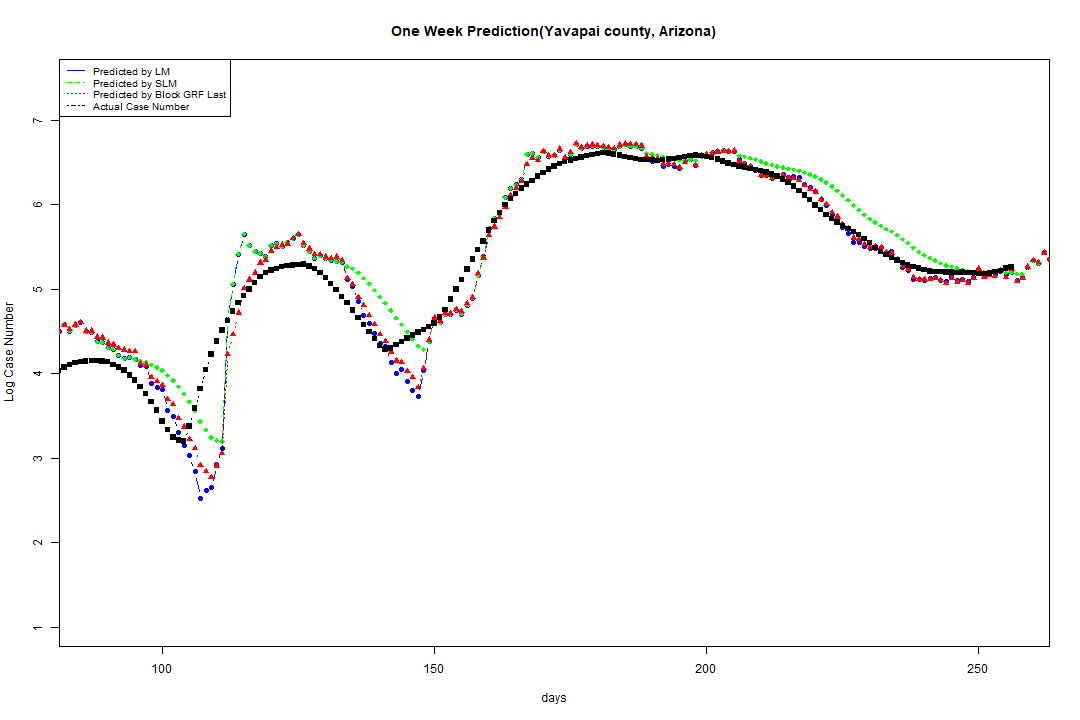 One Week Prediction(Yavapai county, Arizona)
Predicted by LM
Predicted by SLM
Predicted by Block GRF Last
Actual Case Number
7
6
5
4
3
2
1
Log Case Number
100 150 200 250
days